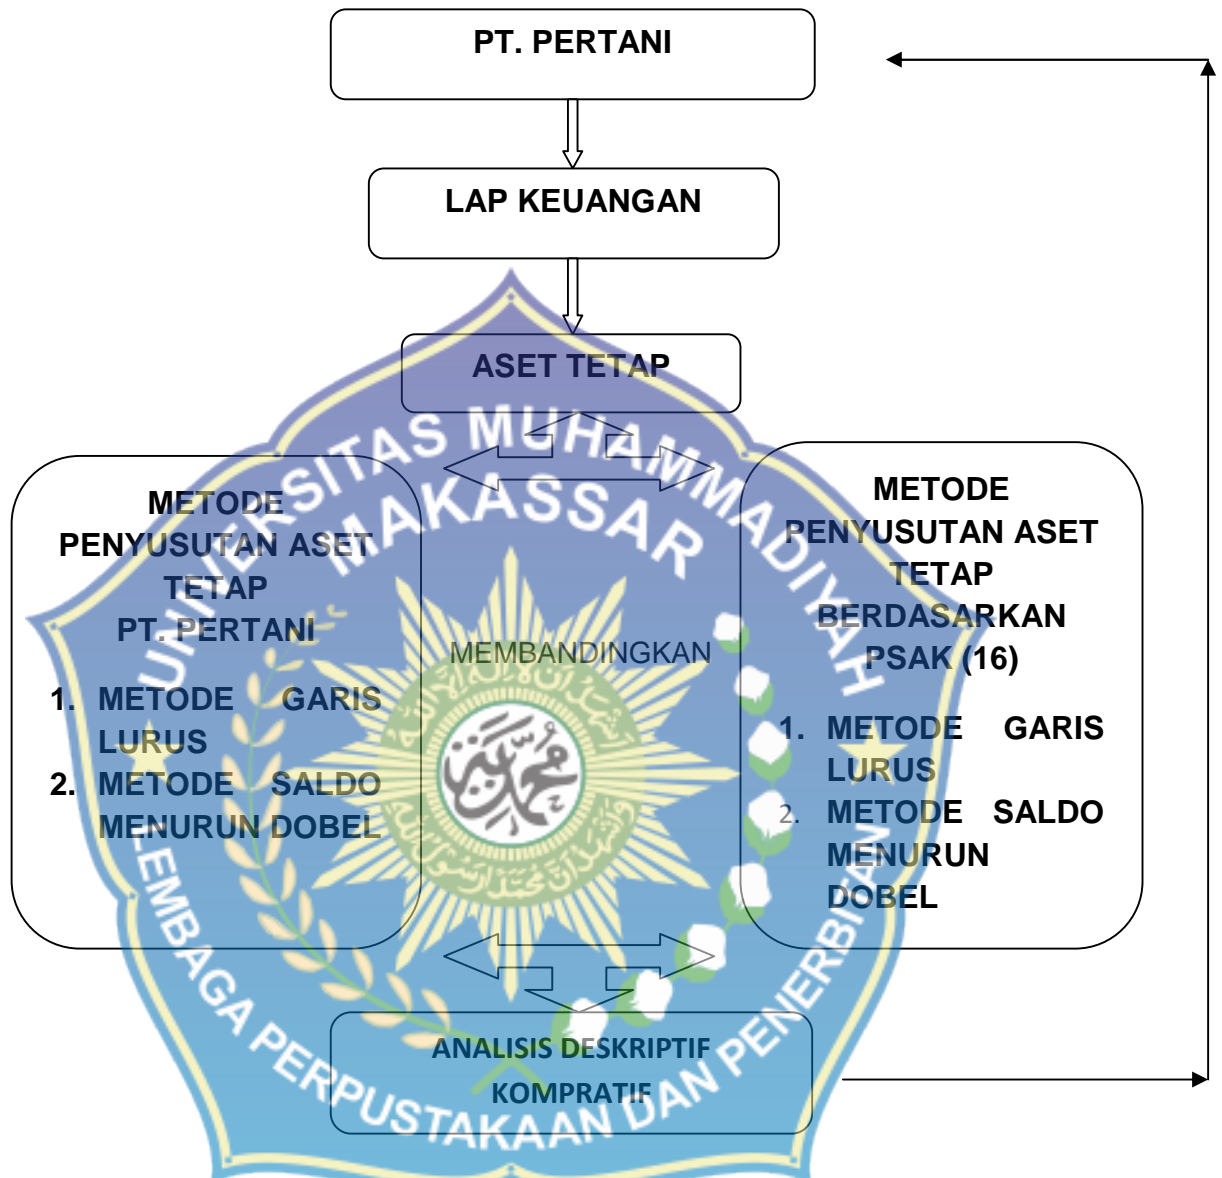 PT. PERTANI
LAP KEUANGAN
ASET TETAP
METODE
PENYUSUTAN ASET
TETAP
PT. PERTANI
1. METODE GARIS
LURUS
2. METODE SALDO
MENURUN DOBEL
MEMBANDINGKAN
METODE
PENYUSUTAN ASET
TETAP
BERDASARKAN
PSAK (16)
1. METODE GARIS
LURUS
2. METODE SALDO
MENURUN
DOBEL
ANALISIS DESKRIPTIF
KOMPRATIF
UNIVERSITAS MUHAMMADIYAH
MAKASSAR
LEMBAGA PERPUSTAKAAN DAN PENERBITAN